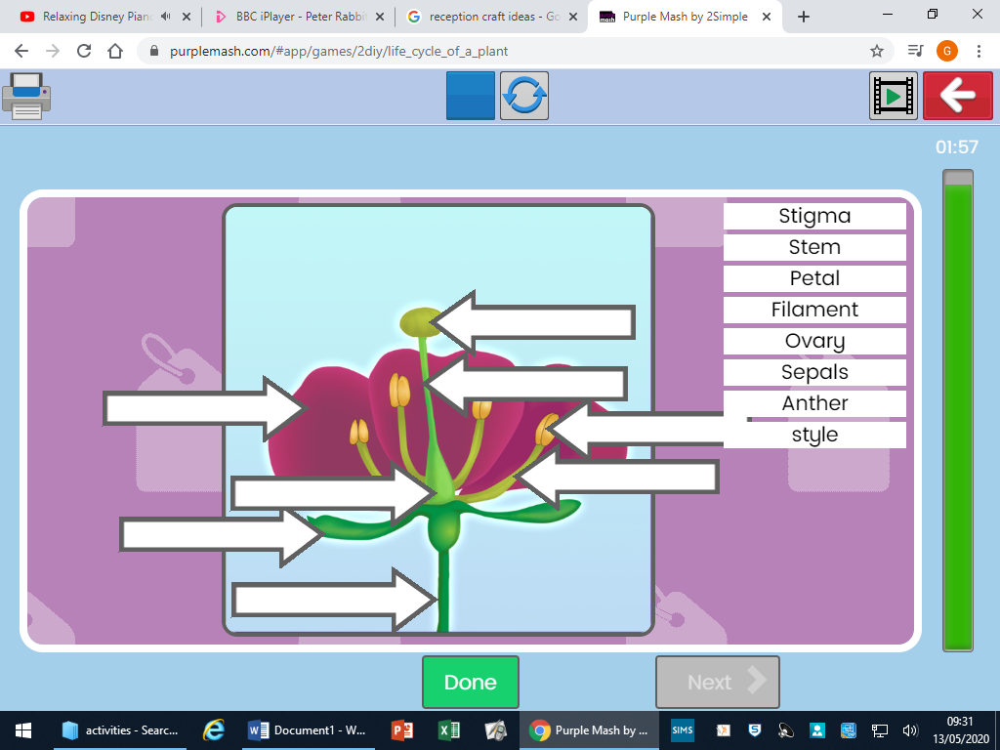 Relaxing Disney Pian
BBC iPlayer - Peter Rabbi
reception craft ideas - Go
Purple Mash by 2Simple
purplemash.com/#app/games/2diy/life_cycle_of_a_plant
G
01:57
Stigma
Stem
Petal
Filament
Ovary
Sepals
Anther
style
Done
Next
activities - Searc...
Document1 - W...
Purple Mash by ...
SIMS
09:31
13/05/2020